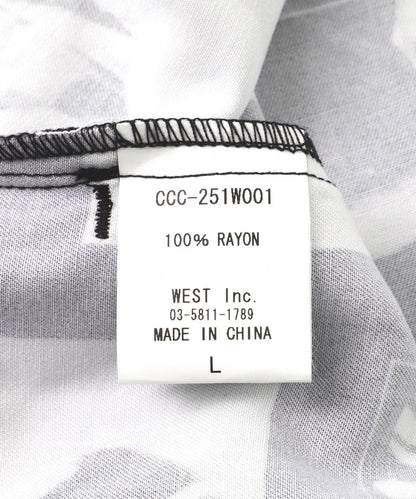 CCC-251W001
100% RAYON
WEST Inc.
03-5811-1789
MADE IN CHINA
L